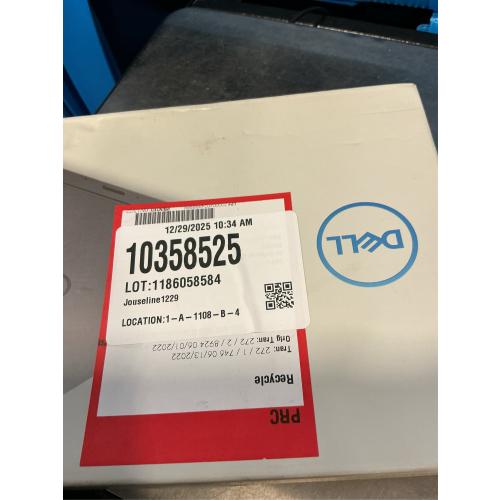 12/29/2025 10:34 AM
10358525
LOT:1186058584
Jouseline1229
LOCATION:1-A-1108-B-4
DELL
PRC
Recycle
Tran: 272 / 1 / 746 06/13/2022
Orig Tran: 272 / 2 / 8924 06/01/2022